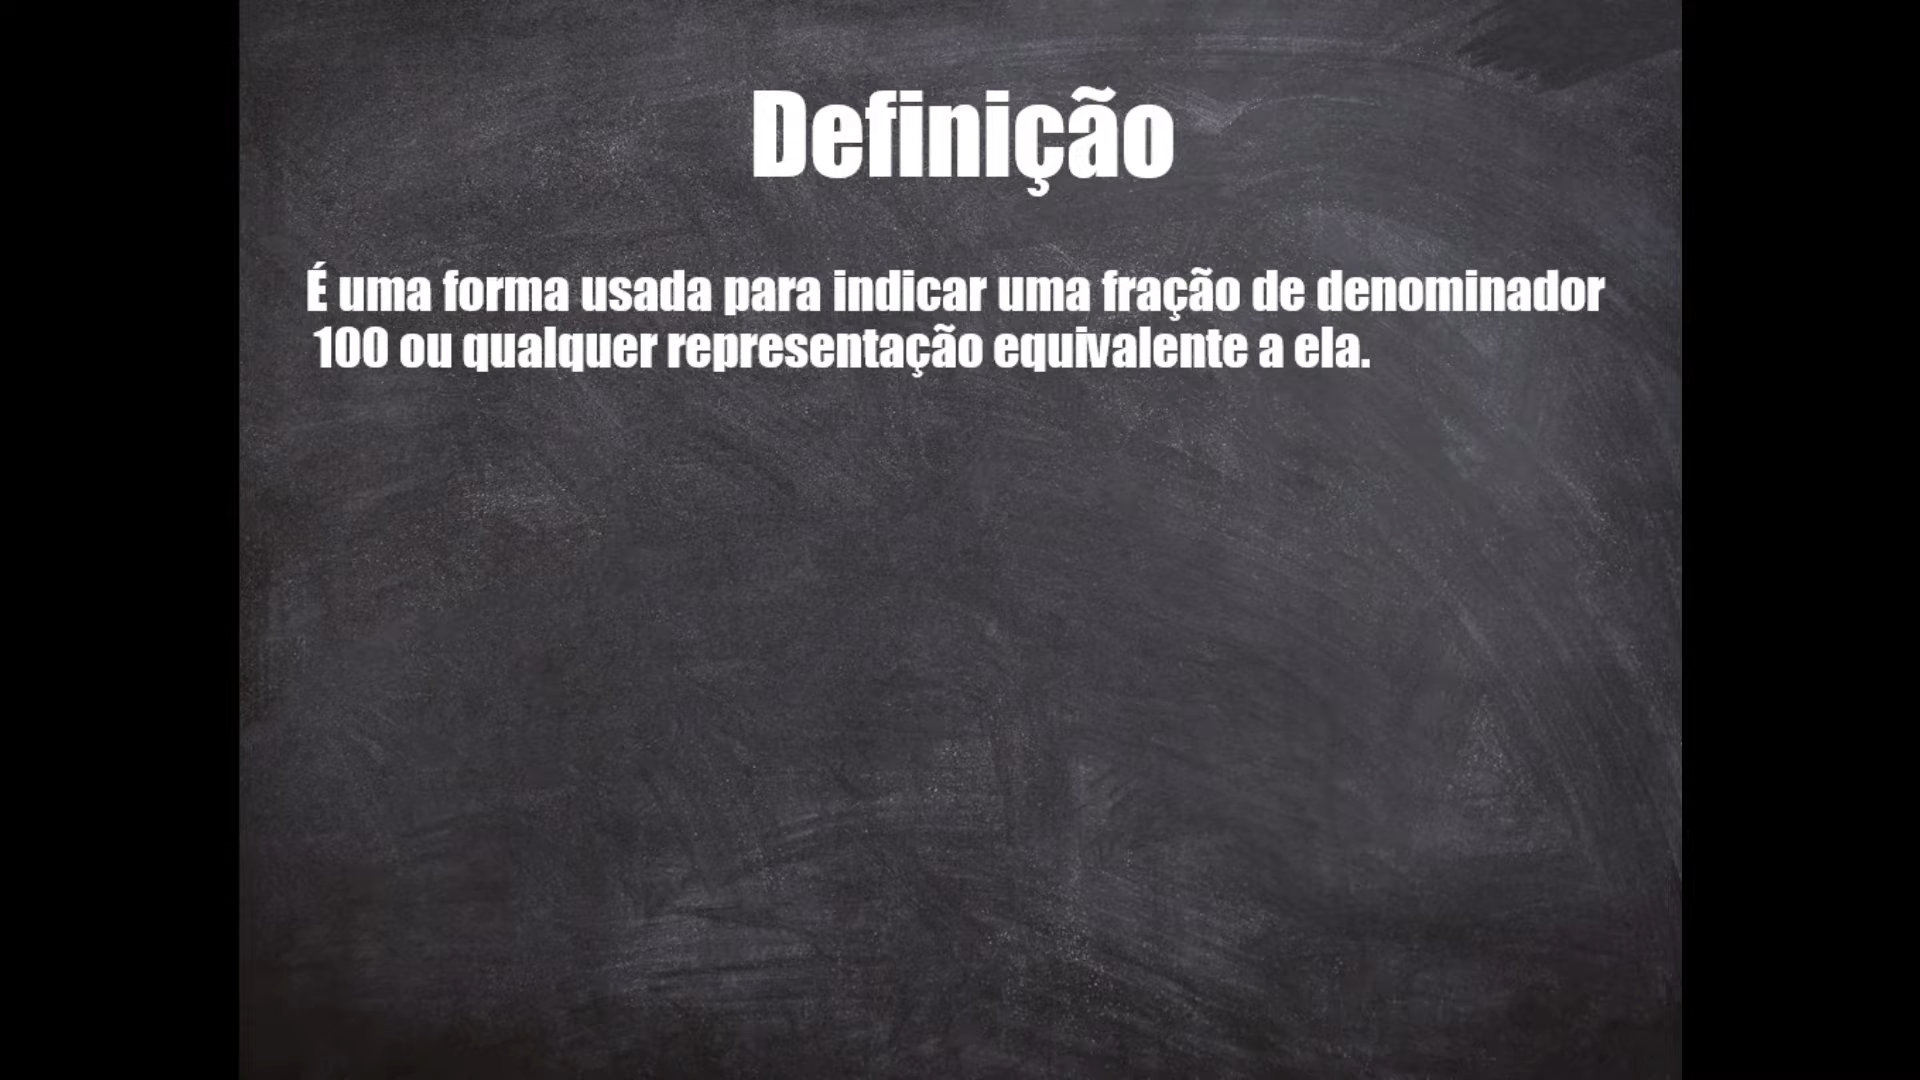 Definição
É uma forma usada para indicar uma fração de denominador
100 ou qualquer representação equivalente a ela.